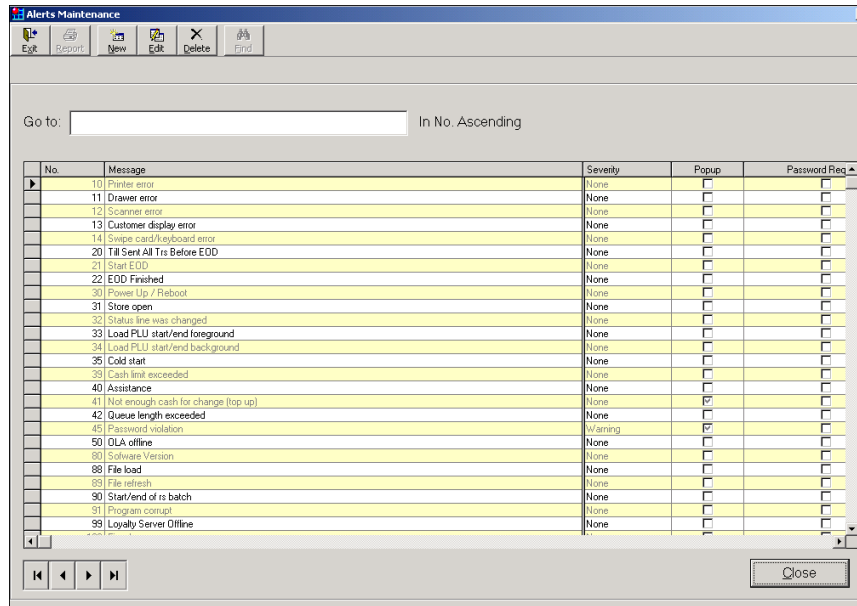 Alerts Maintenance
Exit Report New Edit Delete Find
Go to: In No. Ascending
No. Message Severity Popup Password Req
10 Printer error None
11 Drawer error None
12 Scanner error None
13 Customer display error None
14 Swipe card/keyboard error None
20 Till Sent All Trs Before EOD None
21 Start EOD None
22 EOD Finished None
30 Power Up / Reboot None
31 Store open None
32 Status line was changed None
33 Load PLU start/end foreground None
34 Load PLU start/end background None
35 Cold start None
39 Cash limit exceeded None
40 Assistance None
41 Not enough cash for change (top up) None
42 Queue length exceeded None
45 Password violation Warning
50 OLA offline None
80 Sofware Version None
88 File load None
89 File refresh None
90 Start/end of rs batch None
91 Program corrupt None
99 Loyalty Server Offline None
Close